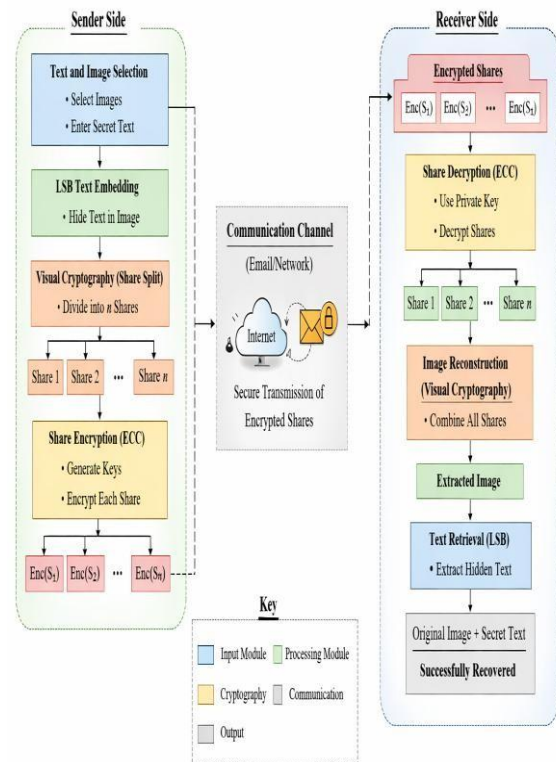 Sender Side
Text and Image Selection
• Select Images
• Enter Secret Text
LSB Text Embedding
• Hide Text in Image
Visual Cryptography (Share Split)
• Divide into n Shares
Share 1 Share 2 ••• Share n
Share Encryption (ECC)
• Generate Keys
• Encrypt Each Share
Enc(S1) Enc(S2) ••• Enc(Sn)
Communication Channel
(Email/Network)
Internet
Secure Transmission of
Encrypted Shares
Receiver Side
Encrypted Shares
Enc(S1) Enc(S2) ••• Enc(Sn)
Share Decryption (ECC)
• Use Private Key
• Decrypt Shares
Share 1 Share 2 ••• Share n
Image Reconstruction
(Visual Cryptography)
• Combine All Shares
Extracted Image
Text Retrieval (LSB)
• Extract Hidden Text
Original Image + Secret Text
Successfully Recovered
Key
Input Module Processing Module
Cryptography Communication
Output